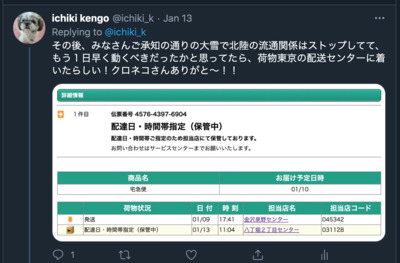 ichiki kengo @ichiki_k · Jan 13
Replying to @ichiki_k
その後、みなさんご承知の通りの大雪で北陸の流通関係はストップしてて、
もう１日早く動くべきだったかと思ってたら、荷物東京の配送センターに着
いたらしい！クロネコさんありがと〜！！
詳細情報
1 件目 伝票番号 4576-4397-6904
配達日・時間帯指定（保管中）
配達日・時間帯ご指定のため担当店にて保管しております。
お問い合わせはサービスセンターまでお願いします。
商品名 お届け予定日時
宅急便 01/10
荷物状況 日 付 時 刻 担当店名 担当店コード
発送 01/09 17:41 金沢泉野センター 045342
配達日・時間帯指定（保管中） 01/13 11:04 八丁堀２丁目センター 031128
1